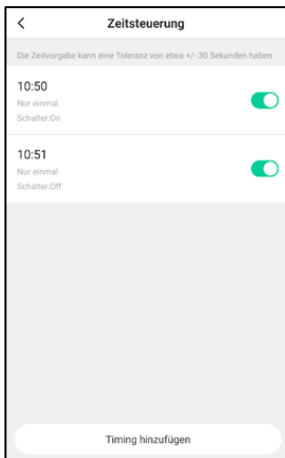 Zeitsteuerung
Die Zeitvorgabe kann eine Toleranz von etwa +/- 30 Sekunden haben
10:50
Nur einmal
Schalter:On
10:51
Nur einmal
Schalter:Off
Timing hinzufügen